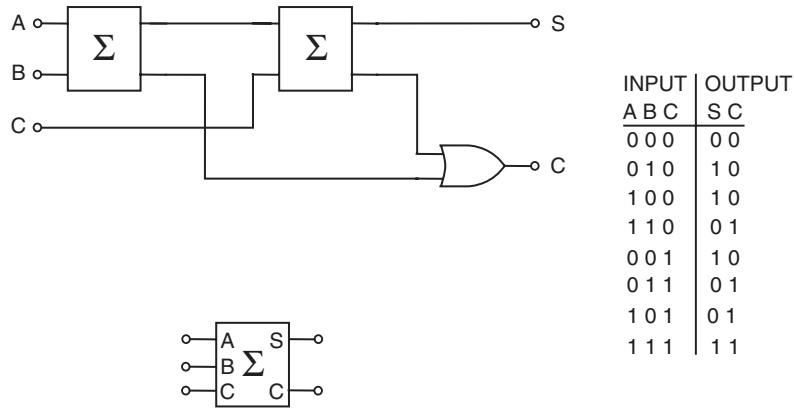 A Σ Σ S
B
C
C
INPUT OUTPUT
A B C S C
0 0 0 0 0
0 1 0 1 0
1 0 0 1 0
1 1 0 0 1
0 0 1 1 0
0 1 1 0 1
1 0 1 0 1
1 1 1 1 1
A S
B Σ
C C